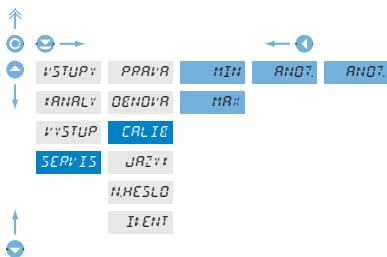 VSTUPY PRAVA MIN ANOT. ANOT.
KANALY OBNOVA MAX
VYSTUP CALIB
SERVIS JAZYK
N.HESLO
IDENT